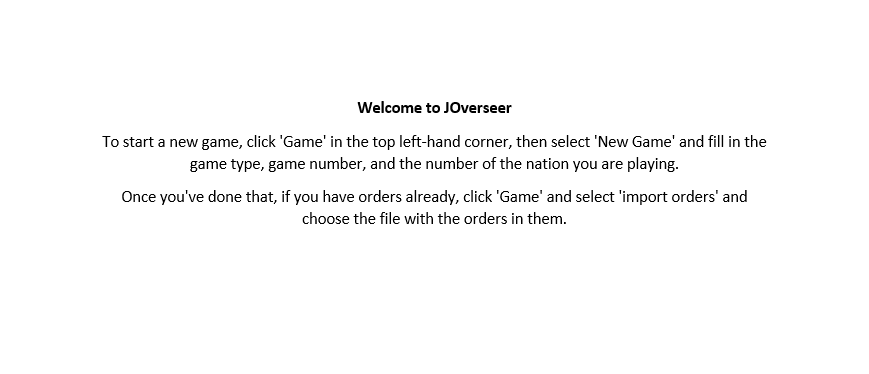 Welcome to JOverseer
To start a new game, click 'Game' in the top left-hand corner, then select 'New Game' and fill in the
game type, game number, and the number of the nation you are playing.
Once you've done that, if you have orders already, click 'Game' and select 'import orders' and
choose the file with the orders in them.